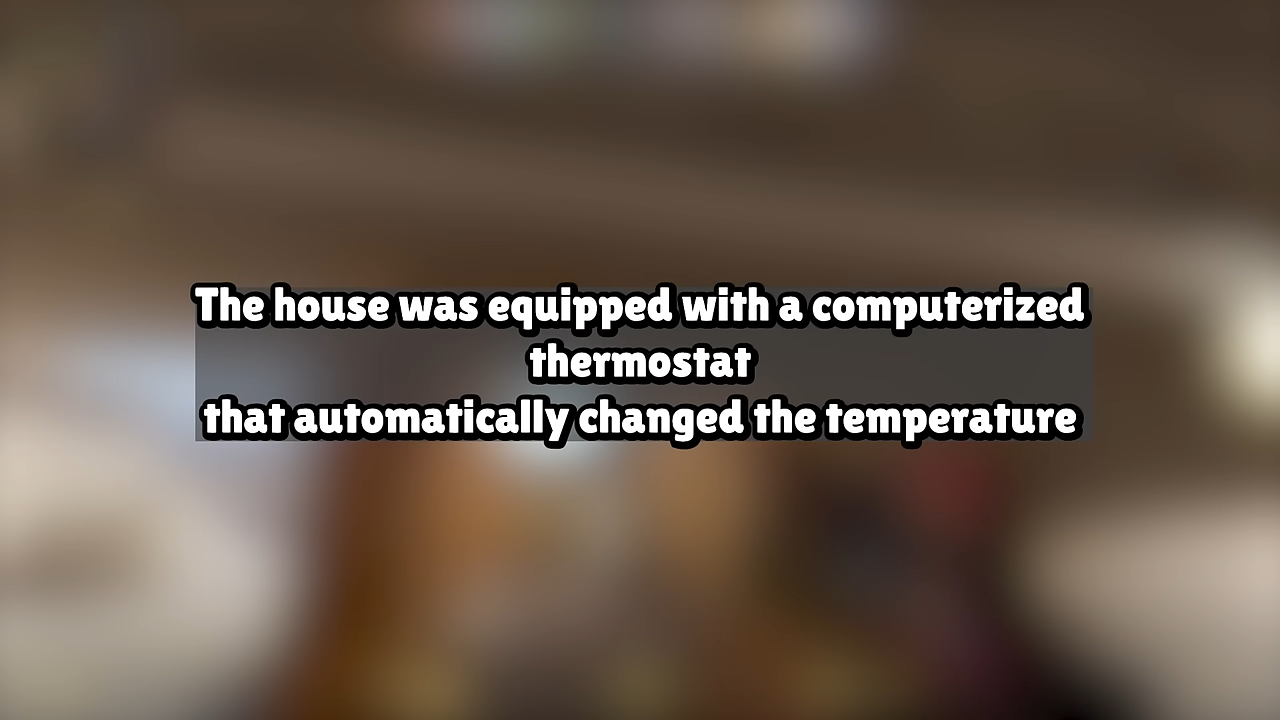 The house was equipped with a computerized
thermostat
that automatically changed the temperature